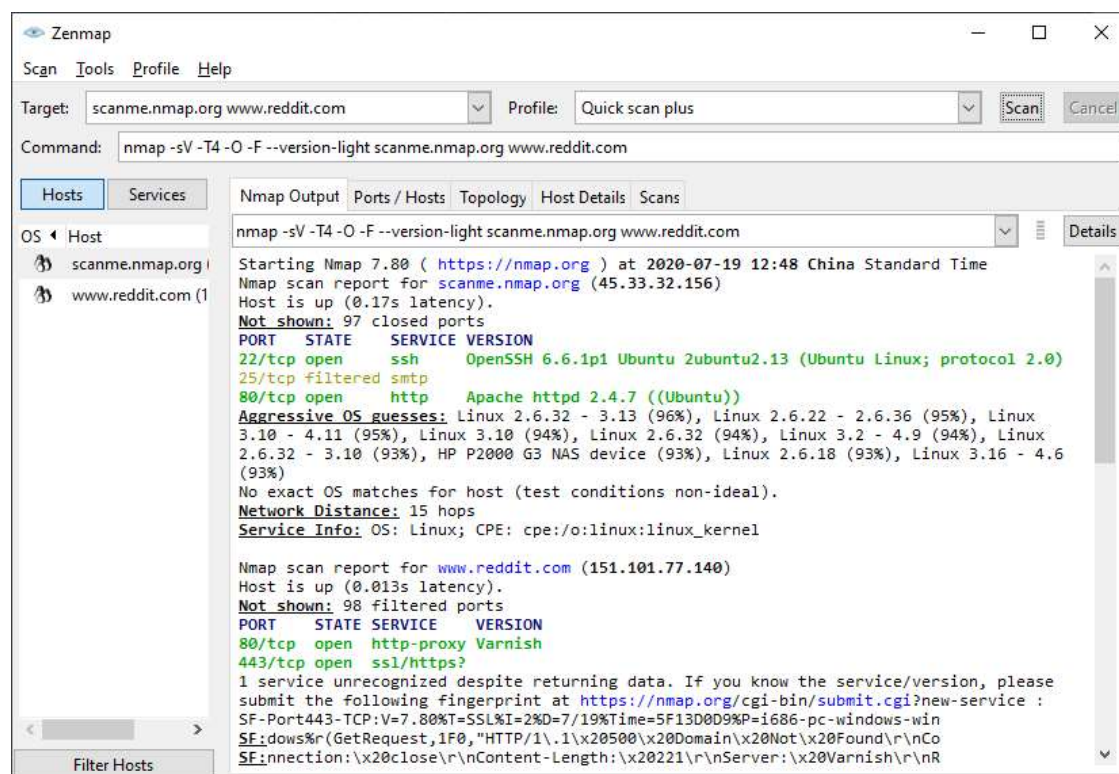 Zenmap
Scan Tools Profile Help
Target: scanme.nmap.org www.reddit.com Profile: Quick scan plus Scan Cancel
Command: nmap -sV -T4 -O -F --version-light scanme.nmap.org www.reddit.com
Hosts Services Nmap Output Ports / Hosts Topology Host Details Scans
OS Host
scanme.nmap.org (
www.reddit.com (1
nmap -sV -T4 -O -F --version-light scanme.nmap.org www.reddit.com Details
Starting Nmap 7.80 ( https://nmap.org ) at 2020-07-19 12:48 China Standard Time
Nmap scan report for scanme.nmap.org (45.33.32.156)
Host is up (0.17s latency).
Not shown: 97 closed ports
PORT STATE SERVICE VERSION
22/tcp open ssh OpenSSH 6.6.1p1 Ubuntu 2ubuntu2.13 (Ubuntu Linux; protocol 2.0)
25/tcp filtered smtp
80/tcp open http Apache httpd 2.4.7 ((Ubuntu))
Aggressive OS guesses: Linux 2.6.32 - 3.13 (96%), Linux 2.6.22 - 2.6.36 (95%), Linux
3.10 - 4.11 (95%), Linux 3.10 (94%), Linux 2.6.32 (94%), Linux 3.2 - 4.9 (94%), Linux
2.6.32 - 3.10 (93%), HP P2000 G3 NAS device (93%), Linux 2.6.18 (93%), Linux 3.16 - 4.6
(93%)
No exact OS matches for host (test conditions non-ideal).
Network Distance: 15 hops
Service Info: OS: Linux; CPE: cpe:/o:linux:linux_kernel
Nmap scan report for www.reddit.com (151.101.77.140)
Host is up (0.013s latency).
Not shown: 98 filtered ports
PORT STATE SERVICE VERSION
80/tcp open http-proxy Varnish
443/tcp open ssl/https?
1 service unrecognized despite returning data. If you know the service/version, please
submit the following fingerprint at https://nmap.org/cgi-bin/submit.cgi?new-service :
SF-Port443-TCP:V=7.80%T=SSL%I=2%D=7/19%Time=5F13D0D9%P=i686-pc-windows-win
SF:dows%r(GetRequest,1F0,"HTTP/1\.1\x20500\x20Domain\x20Not\x20Found\r\nCo
SF:nnection:\x20close\r\nContent-Length:\x20221\r\nServer:\x20Varnish\r\nR
Filter Hosts